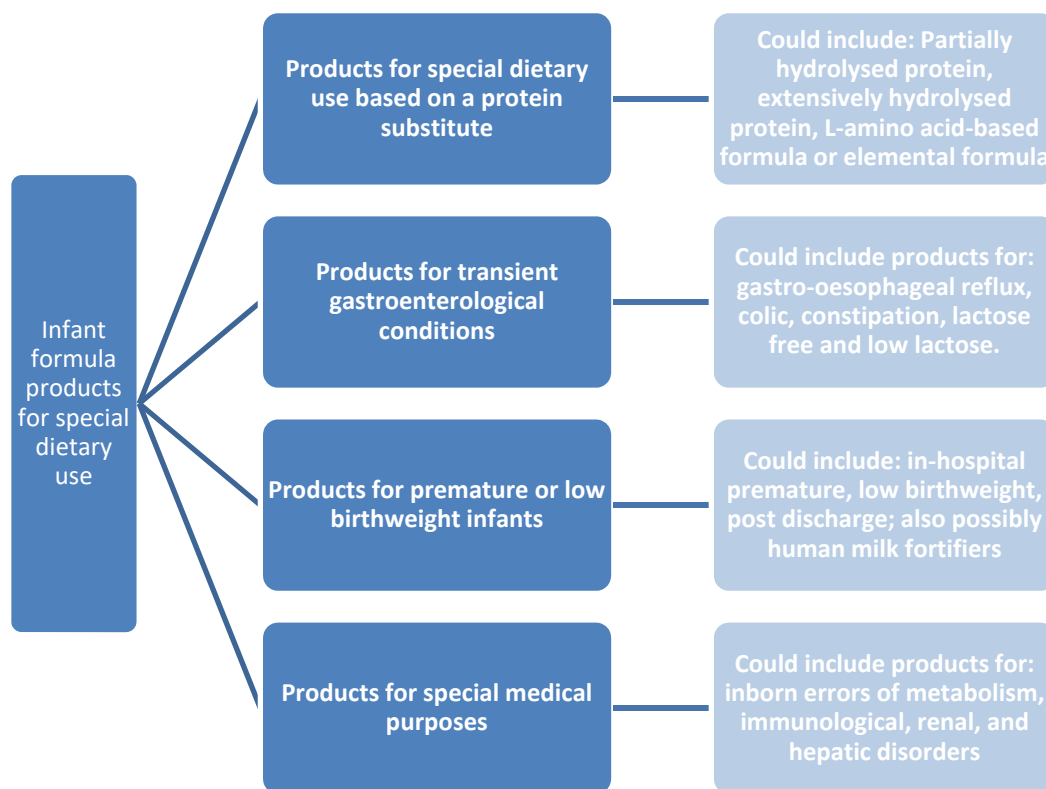 Infant
formula
products
for special
dietary
use
Products for special dietary
use based on a protein
substitute
Could include: Partially
hydrolysed protein,
extensively hydrolysed
protein, L-amino acid-based
formula or elemental formula
Products for transient
gastroenterological
conditions
Could include products for:
gastro-oesophageal reflux,
colic, constipation, lactose
free and low lactose.
Products for premature or low
birthweight infants
Could include: in-hospital
premature, low birthweight,
post discharge; also possibly
human milk fortifiers
Products for special medical
purposes
Could include products for:
inborn errors of metabolism,
immunological, renal, and
hepatic disorders